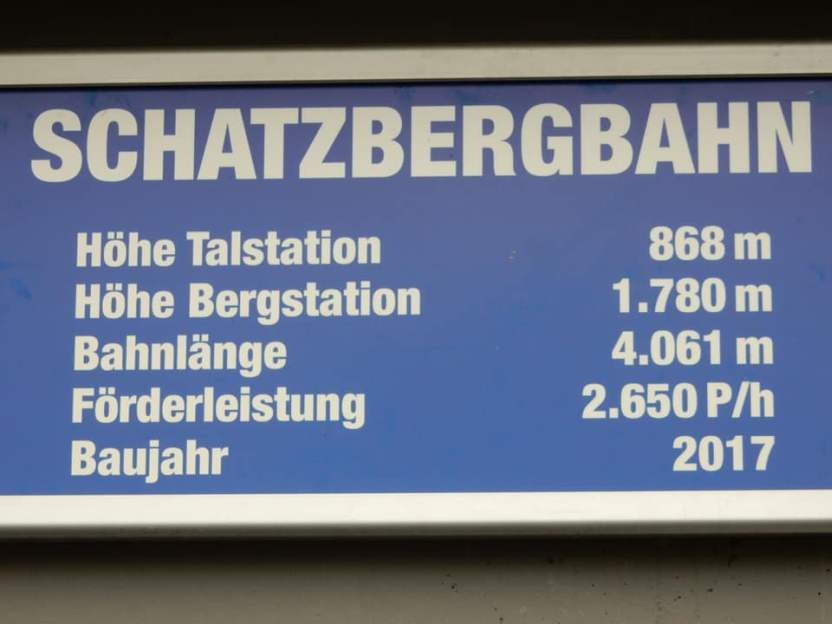 SCHATZBERGBAHN
Höhe Talstation 868 m
Höhe Bergstation 1.780 m
Bahnlänge 4.061 m
Förderleistung 2.650 P/h
Baujahr 2017